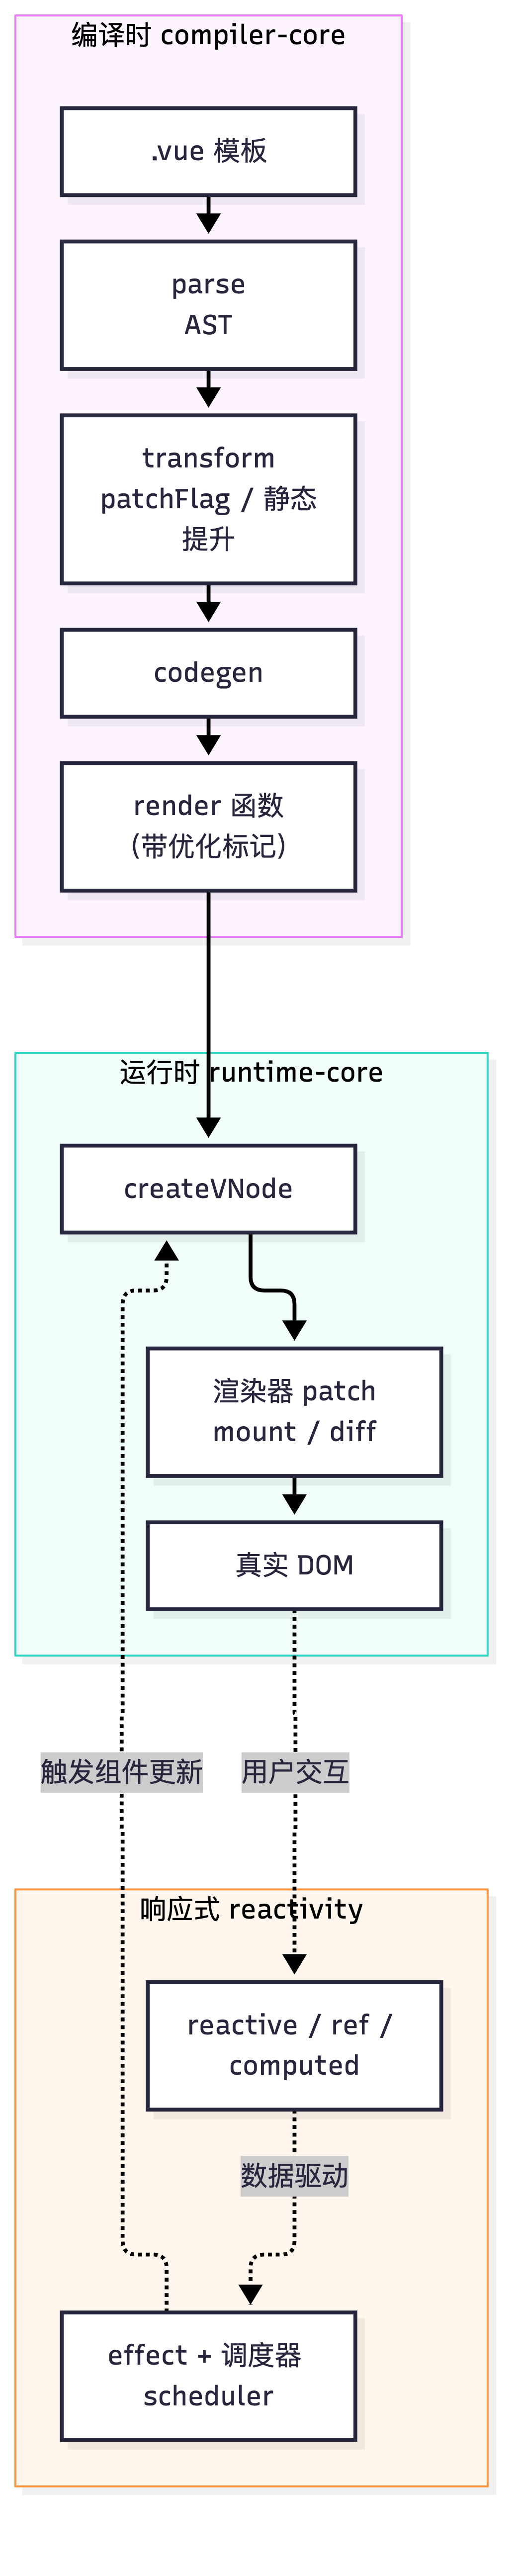 编译时 compiler-core
.vue 模板
parse
AST
transform
patchFlag / 静态
提升
codegen
render 函数
(带优化标记)
运行时 runtime-core
createVNode
渲染器 patch
mount / diff
真实 DOM
触发组件更新
用户交互
响应式 reactivity
reactive / ref /
computed
数据驱动
effect + 调度器
scheduler